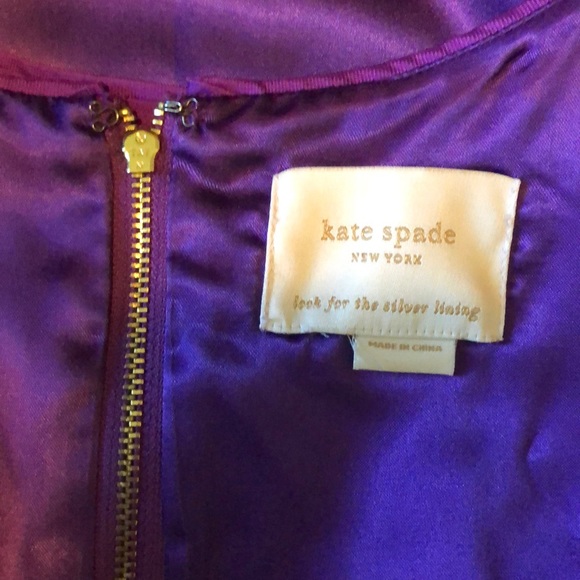 kate spade
NEW YORK
look for the silver lining
MADE IN CHINA